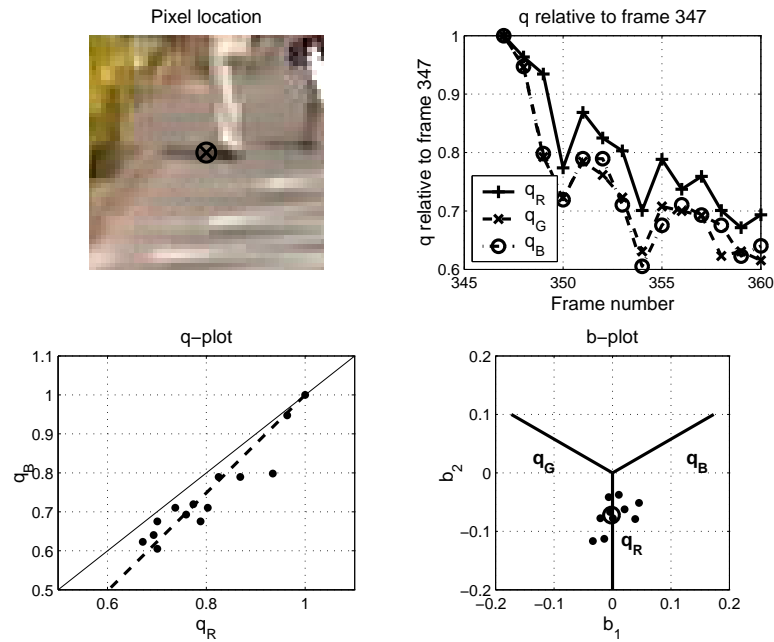 Pixel location
q relative to frame 347
q relative to frame 347
1
0.9
0.8
0.7
0.6
q_R
q_G
q_B
345
350
355
360
Frame number
q−plot
1.1
1
0.9
0.8
0.7
0.6
0.5
q_B
0.6
0.8
1
q_R
b−plot
0.2
0.1
0
−0.1
−0.2
b_2
q_G
q_B
q_R
−0.2
−0.1
0
0.1
0.2
b_1